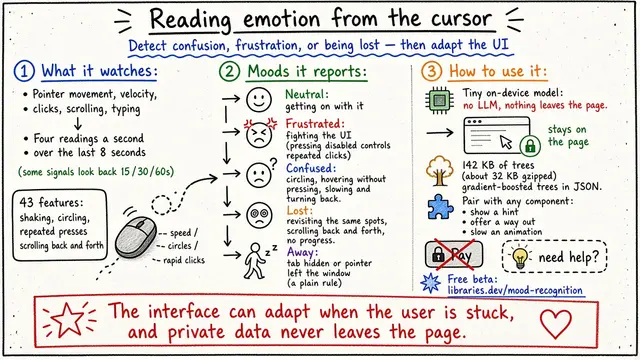 Reading emotion from the cursor
Detect confusion, frustration, or being lost — then adapt the UI
1 What it watches:
• Pointer movement, velocity,
• clicks, scrolling, typing
• Four readings a second
• over the last 8 seconds
(some signals look back 15/30/60s)
43 features:
shaking, circling,
repeated presses
scrolling back and forth
speed /
circles /
rapid clicks
2 Moods it reports:
Neutral:
getting on with it
Frustrated:
fighting the UI
(pressing disabled controls
repeated clicks)
?
Confused:
circling, hovering without
pressing, slowing and
turning back.
Lost:
revisiting the same spots,
scrolling back and forth,
no progress.
z z
Away:
tab hidden or pointer
left the window
(a plain rule)
3 How to use it:
Tiny on-device model:
no LLM, nothing leaves the page.
stays on
the page
142 KB of trees
(about 32 KB gzipped)
gradient-boosted trees in JSON.
Pair with any component:
• show a hint
• offer a way out
• slow an animation
Pay
need help?
Free beta:
libraries.dev/mood-recognition
The interface can adapt when the user is stuck,
and private data never leaves the page.